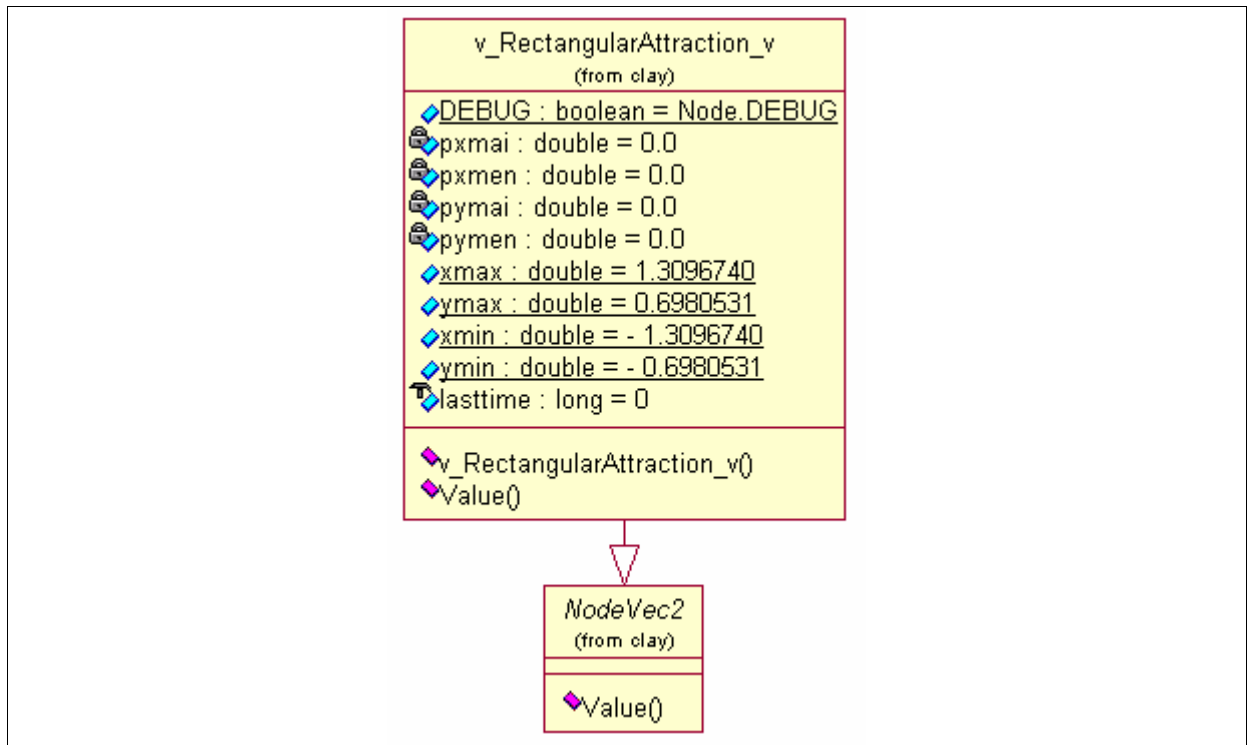 v_RectangularAttraction_v
(from clay)
DEBUG : boolean = Node.DEBUG
pxmai : double = 0.0
pxmen : double = 0.0
pymai : double = 0.0
pymen : double = 0.0
xmax : double = 1.3096740
ymax : double = 0.6980531
xmin : double = - 1.3096740
ymin : double = - 0.6980531
lasttime : long = 0
v_RectangularAttraction_v()
Value()
NodeVec2
(from clay)
Value()